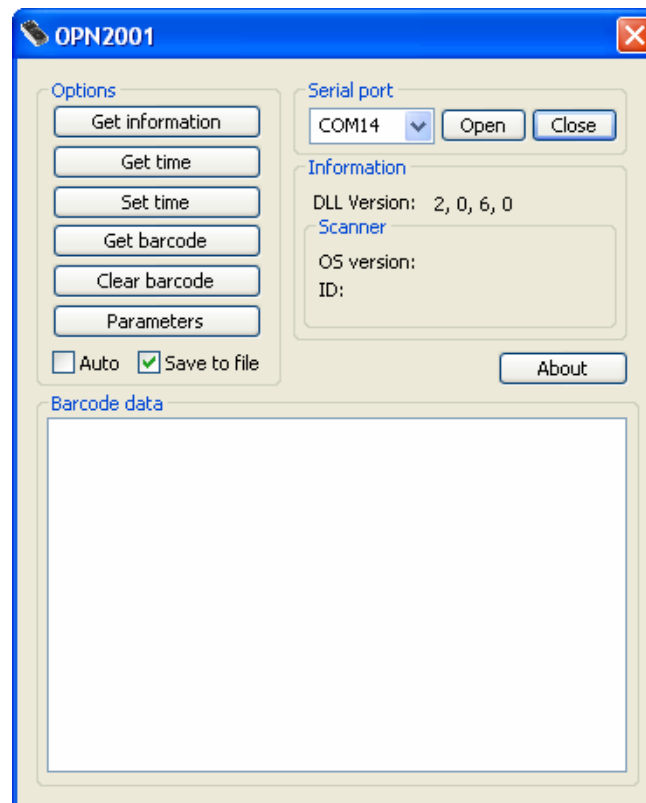 OPN2001
Options
Get information
Get time
Set time
Get barcode
Clear barcode
Parameters
Auto
Save to file
Serial port
COM14
Open
Close
Information
DLL Version: 2, 0, 6, 0
Scanner
OS version:
ID:
About
Barcode data